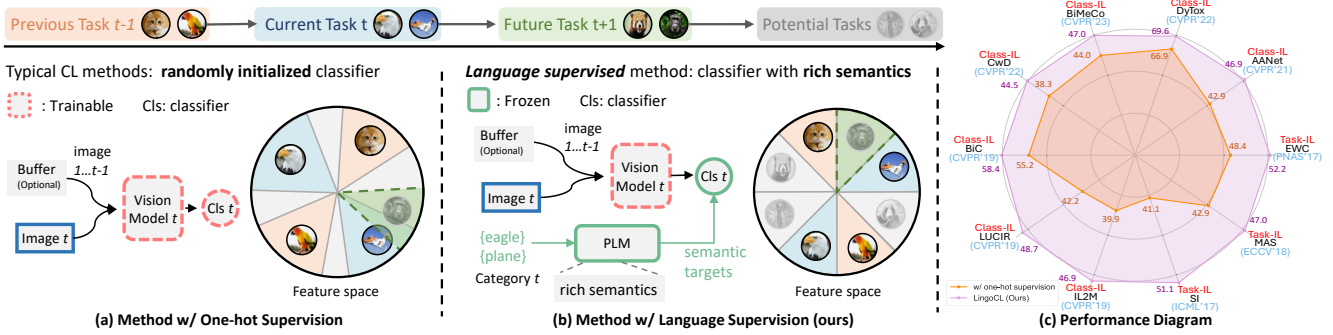 Previous Task t-1
Current Task t
Future Task t+1
Potential Tasks
Typical CL methods: randomly initialized classifier
: Trainable
Cls: classifier
Buffer
(Optional)
image
1...t-1
Image t
Vision
Model t
Cls t
Feature space
(a) Method w/ One-hot Supervision
Language supervised method: classifier with rich semantics
: Frozen
Cls: classifier
Buffer
(Optional)
image
1...t-1
Image t
Vision
Model t
Cls t
{eagle}
{plane}
Category t
PLM
rich semantics
semantic
targets
Feature space
(b) Method w/ Language Supervision (ours)
Class-IL
BiMeCo
(CVPR'23)
47.0
44.0
Class-IL
DyTox
(CVPR'22)
69.6
66.9
Class-IL
AANet
(CVPR'21)
46.9
42.9
Task-IL
EWC
(PNAS'17)
52.2
48.4
47.0
Task-IL
MAS
(ECCV'18)
42.9
Task-IL
SI
(ICML'17)
51.1
41.1
46.9
Class-IL
IL2M
(CVPR'19)
39.9
Class-IL
LUCIR
(CVPR'19)
48.7
42.2
Class-IL
BiC
(CVPR'19)
58.4
55.2
Class-IL
CwD
(CVPR'22)
44.5
38.3
w/ one-hot supervision
LingoCL (Ours)
(c) Performance Diagram